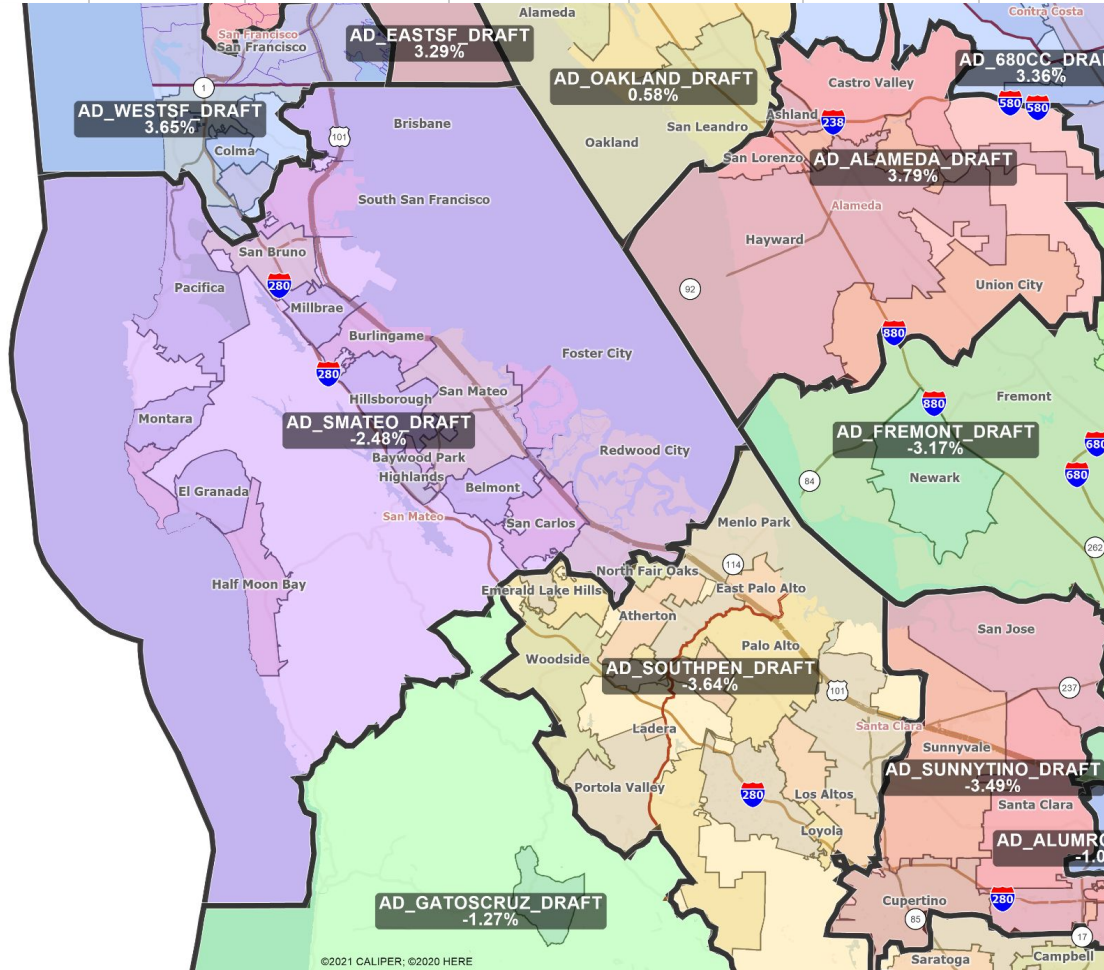 Alameda
Contra Costa
San Francisco
San Francisco
AD_EASTSF_DRAFT
3.29%
AD_OAKLAND_DRAFT
0.58%
AD_680CC_DRA
3.36%
Castro Valley
1
AD_WESTSF_DRAFT
3.65%
Colma
101
Brisbane
Oakland
San Leandro
Ashland
238
580
580
San Lorenzo
AD_ALAMEDA_DRAFT
3.79%
Alameda
South San Francisco
Hayward
San Bruno
280
Pacifica
Millbrae
92
Union City
Burlingame
880
Foster City
280
Hillsborough
San Mateo
880
Fremont
Montara
AD_SMATEO_DRAFT
-2.48%
AD_FREMONT_DRAFT
-3.17%
680
Baywood Park
Redwood City
Highlands
680
Newark
84
El Granada
Belmont
San Mateo
San Carlos
Menlo Park
262
114
Half Moon Bay
North Fair Oaks
Emerald Lake Hills
East Palo Alto
Atherton
San Jose
Palo Alto
Woodside
AD_SOUTHPEN_DRAFT
-3.64%
101
237
Ladera
Santa Clara
Sunnyvale
AD_SUNNYTINO_DRAFT
-3.49%
Portola Valley
280
Los Altos
Santa Clara
Loyola
AD_ALUMR
-1.0
AD_GATOSCRUZ_DRAFT
-1.27%
Cupertino
280
85
17
©2021 CALIPER; ©2020 HERE
Saratoga
Campbell